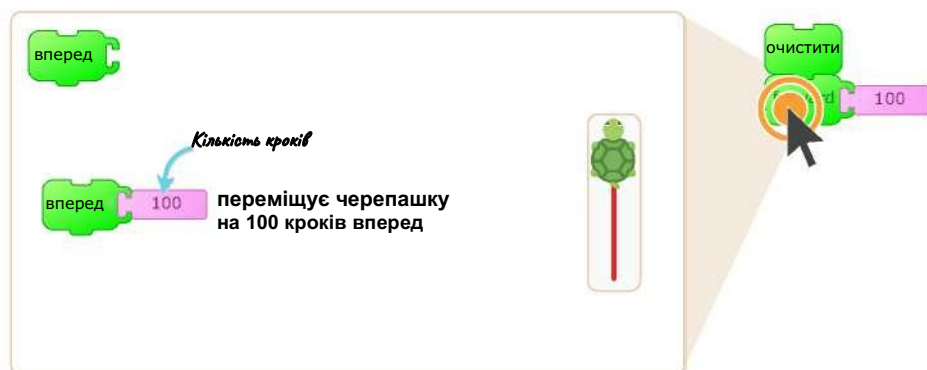 вперед
очистити
100
Кількість кроків
вперед 100
переміщує черепашку
на 100 кроків вперед